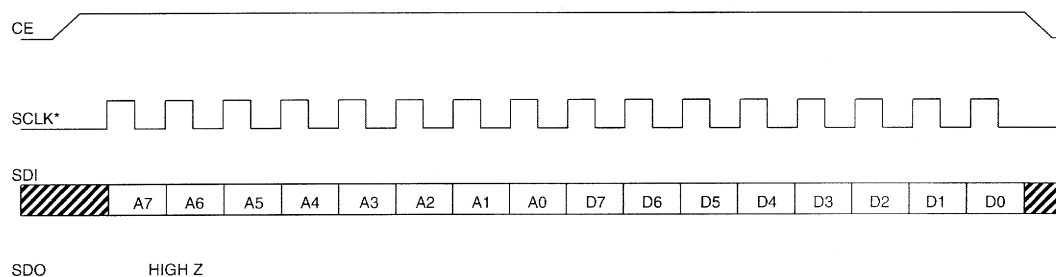 CE
SCLK*
SDI
A7 A6 A5 A4 A3 A2 A1 A0 D7 D6 D5 D4 D3 D2 D1 D0
SDO HIGH Z